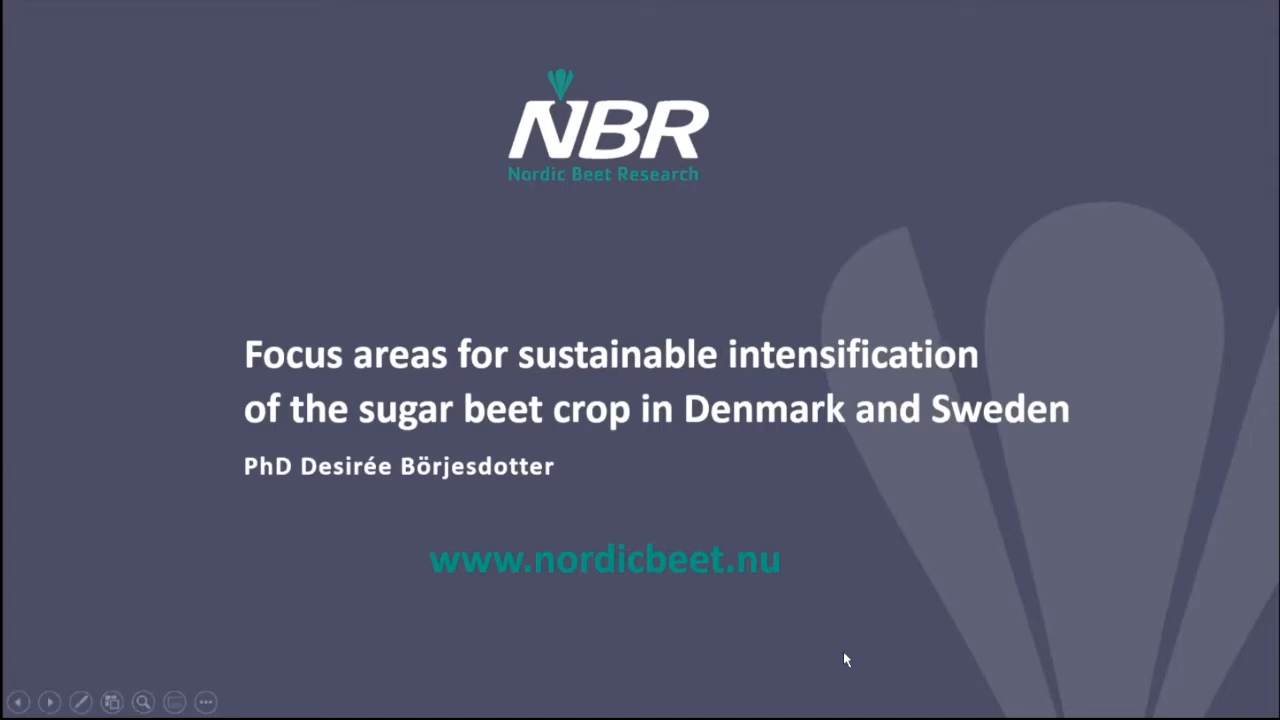 NBR
Nordic Beet Research
Focus areas for sustainable intensification
of the sugar beet crop in Denmark and Sweden
PhD Desirée Börjesdotter
www.nordicbeet.nu